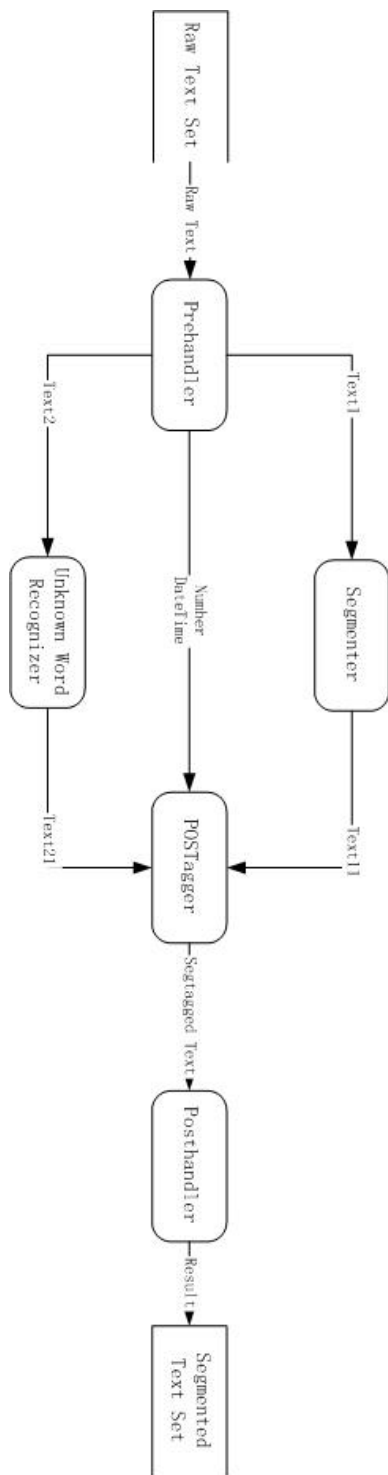 Raw Text Set
Raw Text
Prehandler
Text1
Text2
Number
DateTime
Segmenter
Unknown Word
Recognizer
Text11
Text21
POSTagger
Segtagged Text
Posthandler
Result
Segmented
Text Set